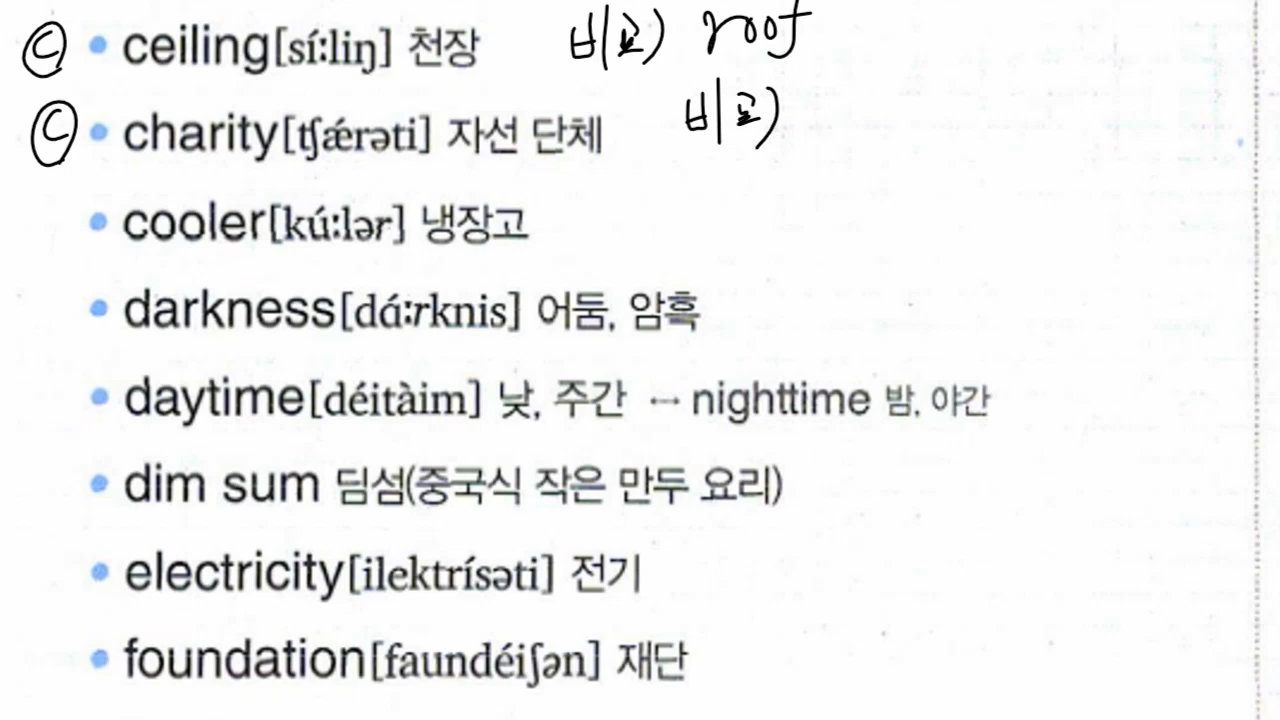 ⓒ • ceiling[síːliŋ] 천장 비교) roof
ⓒ • charity[tʃǽrəti] 자선 단체 비교)
• cooler[kúːlər] 냉장고
• darkness[dáːrknis] 어둠, 암흑
• daytime[déitàim] 낮, 주간 ↔ nighttime 밤, 야간
• dim sum 딤섬(중국식 작은 만두 요리)
• electricity[ilektrísəti] 전기
• foundation[faundéiʃən] 재단